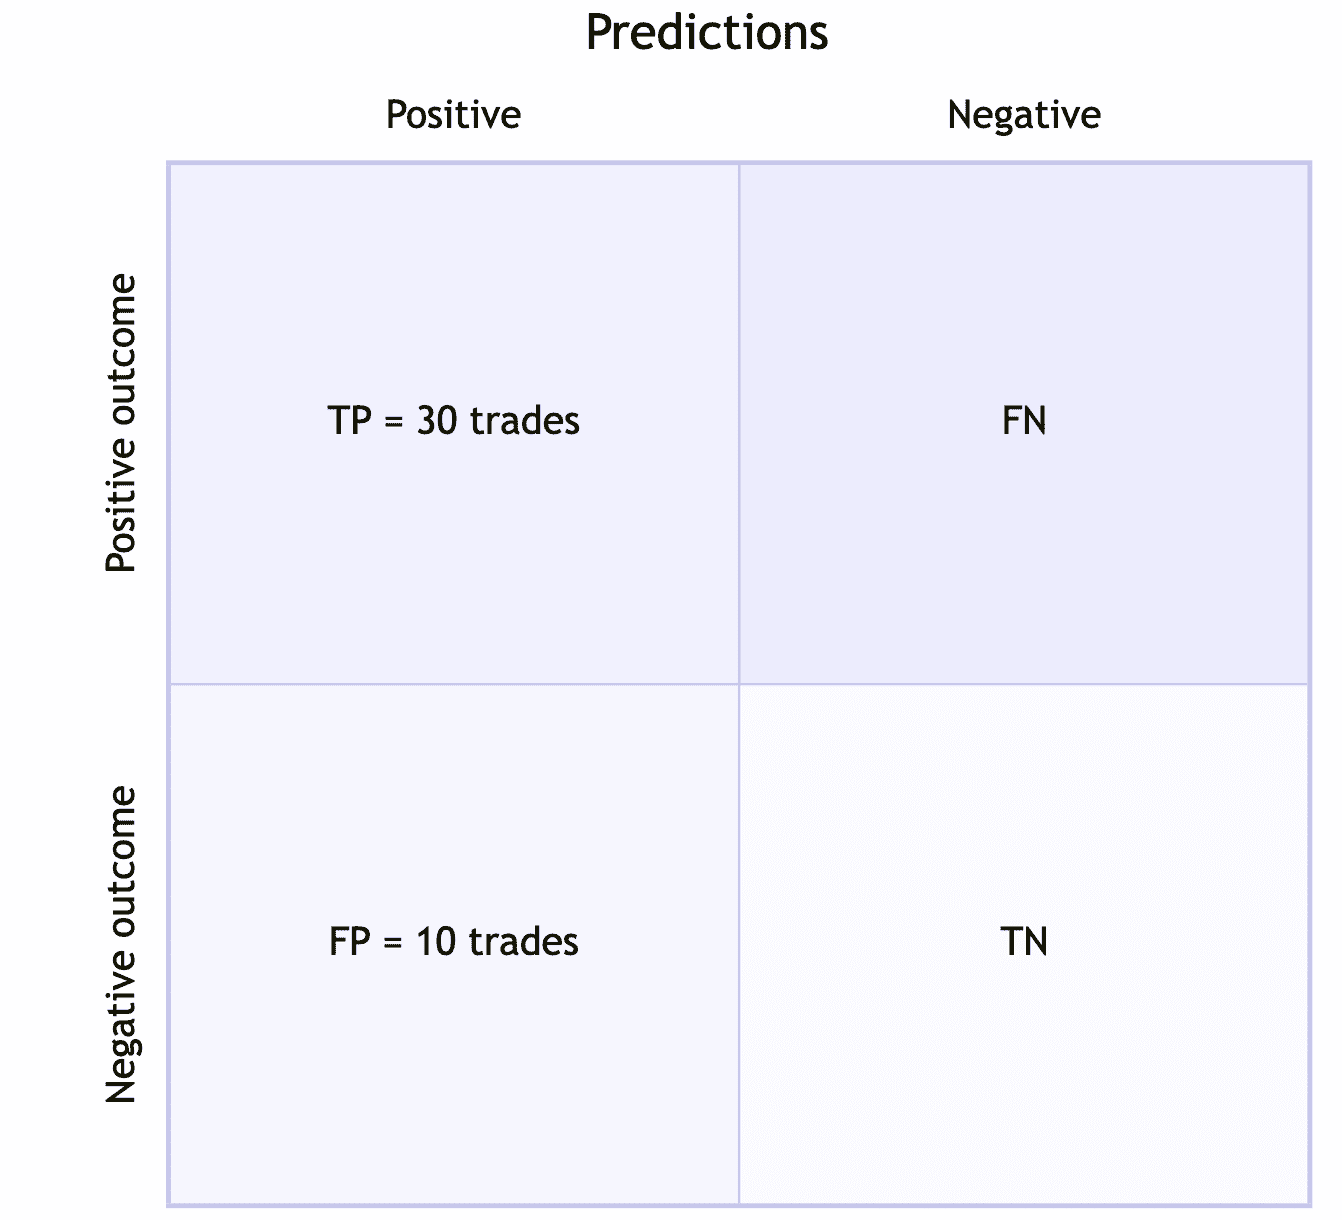 Predictions
Positive
Negative
Positive outcome
TP = 30 trades
FN
Negative outcome
FP = 10 trades
TN